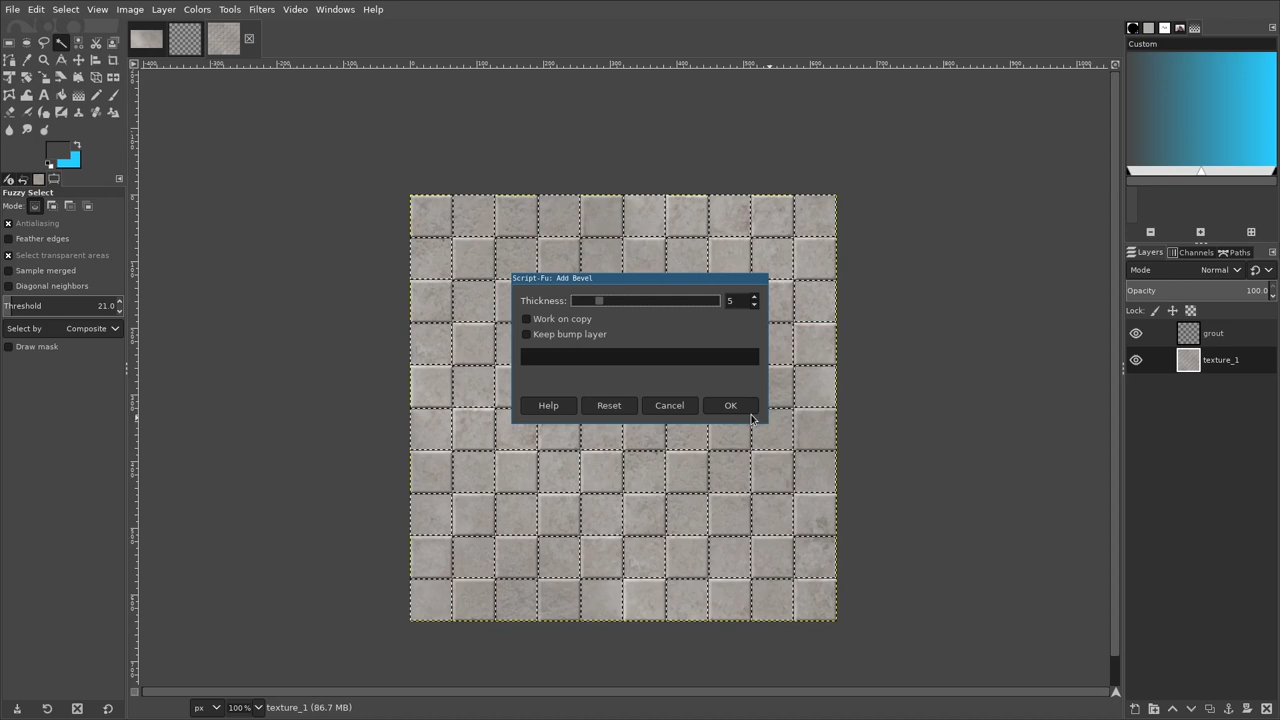 File Edit Select View Image Layer Colors Tools Filters Video Windows Help
Custom
Fuzzy Select
Mode:
Antialiasing
Feather edges
Select transparent areas
Sample merged
Diagonal neighbors
Threshold 21.0
Select by Composite
Draw mask
Script-Fu: Add Bevel
Thickness: 5
Work on copy
Keep bump layer
Help Reset Cancel OK
Layers Channels Paths
Mode Normal
Opacity 100.0
Lock:
grout
texture_1
px 100 % texture_1 (86.7 MB)